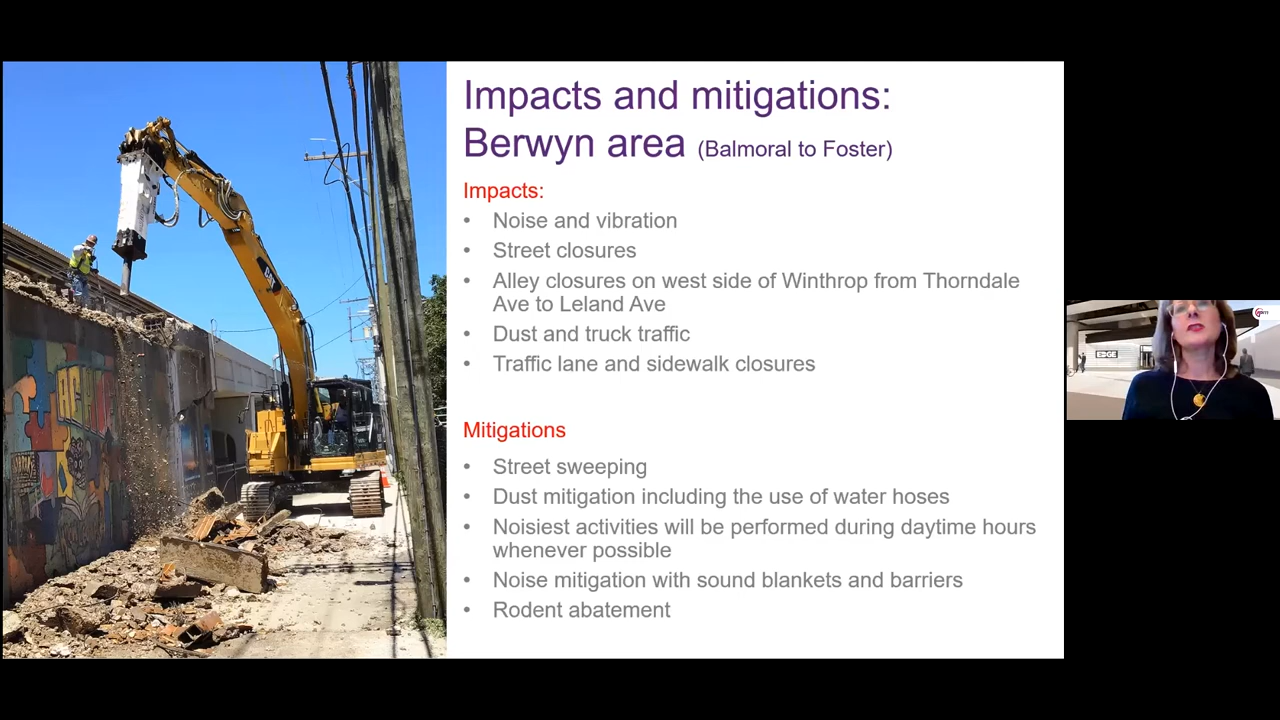 Impacts and mitigations:
Berwyn area (Balmoral to Foster)
Impacts:
• Noise and vibration
• Street closures
• Alley closures on west side of Winthrop from Thorndale
Ave to Leland Ave
• Dust and truck traffic
• Traffic lane and sidewalk closures
Mitigations
• Street sweeping
• Dust mitigation including the use of water hoses
• Noisiest activities will be performed during daytime hours
whenever possible
• Noise mitigation with sound blankets and barriers
• Rodent abatement
EDGE